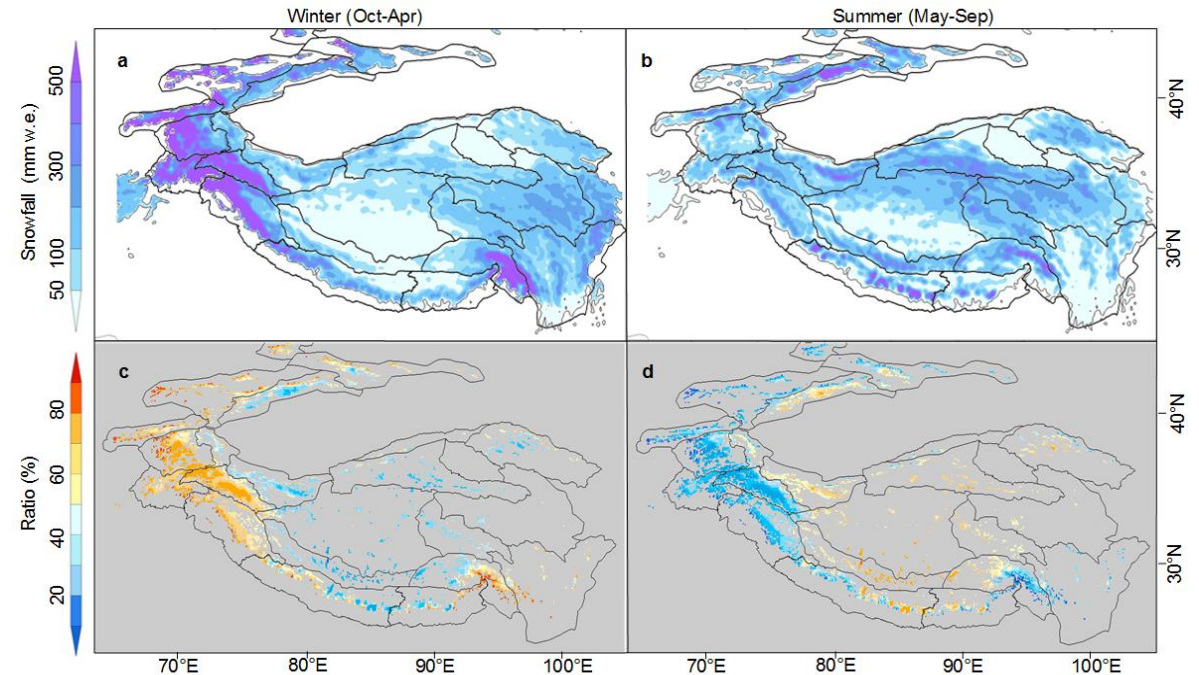 Winter (Oct-Apr)
Summer (May-Sep)
a
b
Snowfall (mm w.e.)
500
300
100
50
40°N
30°N
c
d
Ratio (%)
80
60
40
20
40°N
30°N
70°E
80°E
90°E
100°E
70°E
80°E
90°E
100°E